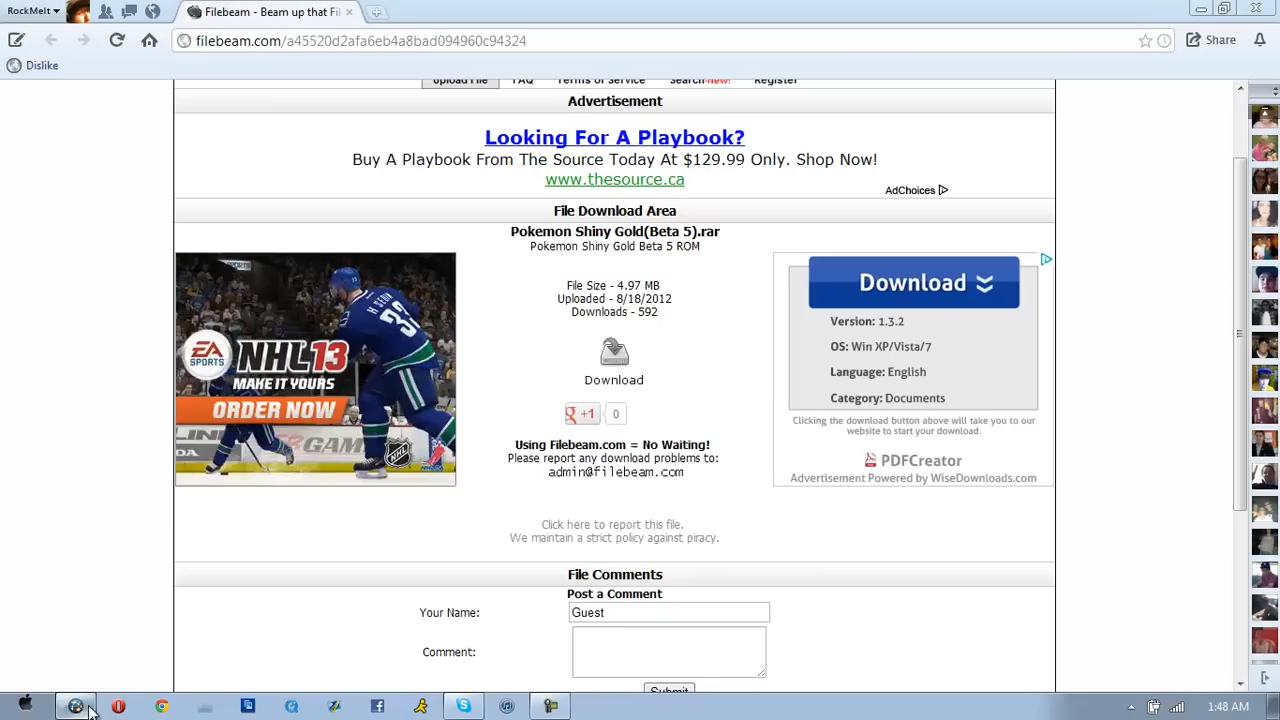 RockMelt
Filebeam - Beam up that Fil
filebeam.com/a45520d2afa6eb4a8bad094960c94324
Share
Dislike
Upload File FAQ Terms of Service Search New! Register
Advertisement
Looking For A Playbook?
Buy A Playbook From The Source Today At $129.99 Only. Shop Now!
www.thesource.ca
AdChoices
File Download Area
Pokemon Shiny Gold(Beta 5).rar
Pokemon Shiny Gold Beta 5 ROM
File Size - 4.97 MB
Uploaded - 8/18/2012
Downloads - 592
Download
+1 0
Using Filebeam.com = No Waiting!
Please report any download problems to:
admin@filebeam.com
Click here to report this file.
We maintain a strict policy against piracy.
H SEDIN
33
EA
SPORTS
NHL 13
MAKE IT YOURS
ORDER NOW
NHL
Download
Version: 1.3.2
OS: Win XP/Vista/7
Language: English
Category: Documents
Clicking the download button above will take you to our
website to start your download.
PDFCreator
Advertisement Powered by WiseDownloads.com
File Comments
Post a Comment
Your Name: Guest
Comment:
Submit
1:48 AM